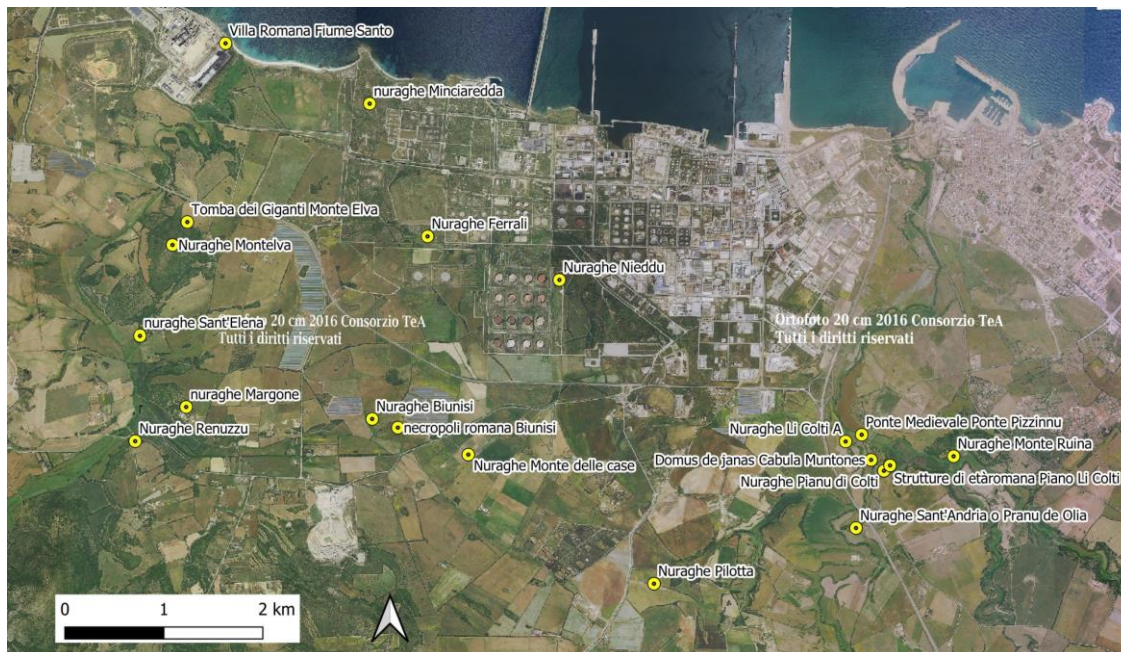 Villa Romana Fiume Santo
nuraghe Minciaredda
Tomba dei Giganti Monte Elva
Nuraghe Ferrali
Nuraghe Montelva
Nuraghe Nieddu
nuraghe Sant'Elena
Ortofoto 20 cm 2016 Consorzio TeA
Tutti i diritti riservati
Ortofoto 20 cm 2016 Consorzio TeA
Tutti i diritti riservati
nuraghe Margone
Nuraghe Biunisi
necropoli romana Biunisi
Nuraghe Renuzzu
Nuraghe Monte delle case
Ponte Medievale Ponte Pizzinnu
Nuraghe Li Colti A
Nuraghe Monte Ruina
Domus de janas Cabula Muntones
Nuraghe Pianu di Colti
Strutture di etàromana Piano Li Colti
Nuraghe Sant'Andria o Pranu de Olia
Nuraghe Pilotta
0 1 2 km